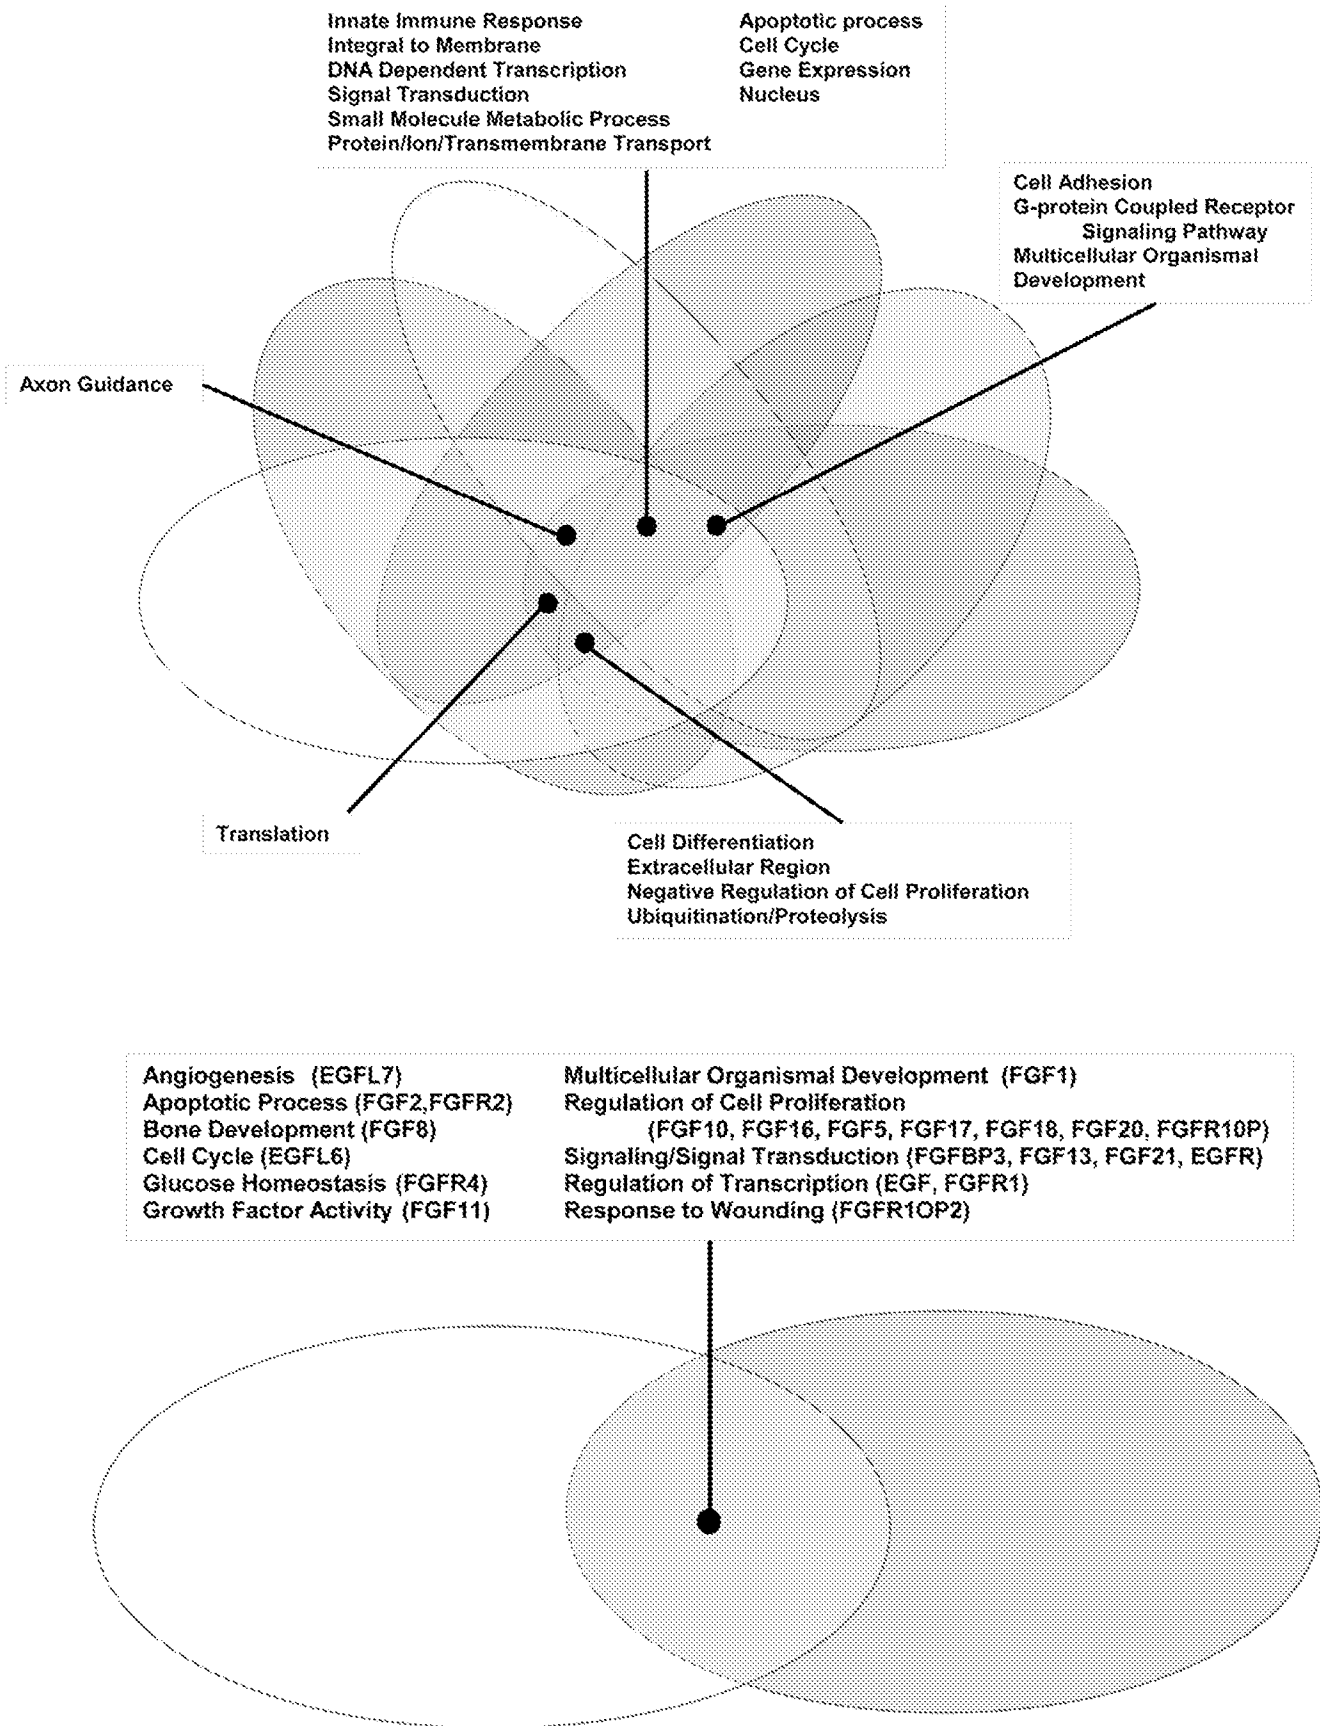 Innate Immune Response
Integral to Membrane
DNA Dependent Transcription
Signal Transduction
Small Molecule Metabolic Process
Protein/Ion/Transmembrane Transport
Apoptotic process
Cell Cycle
Gene Expression
Nucleus
Cell Adhesion
G-protein Coupled Receptor
Signaling Pathway
Multicellular Organismal
Development
Axon Guidance
Translation
Cell Differentiation
Extracellular Region
Negative Regulation of Cell Proliferation
Ubiquitination/Proteolysis
Angiogenesis (EGFL7)
Apoptotic Process (FGF2,FGFR2)
Bone Development (FGF8)
Cell Cycle (EGFL6)
Glucose Homeostasis (FGFR4)
Growth Factor Activity (FGF11)
Multicellular Organismal Development (FGF1)
Regulation of Cell Proliferation
(FGF10, FGF16, FGF5, FGF17, FGF18, FGF20, FGFR10P)
Signaling/Signal Transduction (FGFBP3, FGF13, FGF21, EGFR)
Regulation of Transcription (EGF, FGFR1)
Response to Wounding (FGFR1OP2)